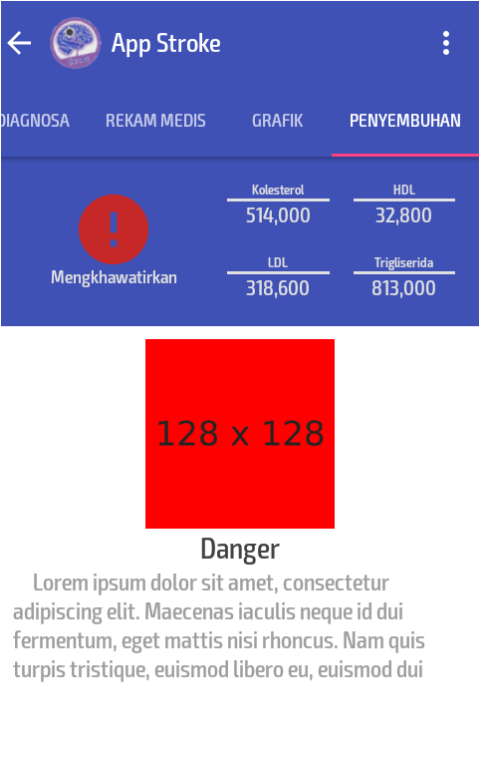 App Stroke
DIAGNOSA REKAM MEDIS GRAFIK PENYEMBUHAN
Kolesterol HDL
514,000 32,800
Mengkhawatirkan
LDL Trigliserida
318,600 813,000
128 x 128
Danger
Lorem ipsum dolor sit amet, consectetur
adipiscing elit. Maecenas iaculis neque id dui
fermentum, eget mattis nisi rhoncus. Nam quis
turpis tristique, euismod libero eu, euismod dui